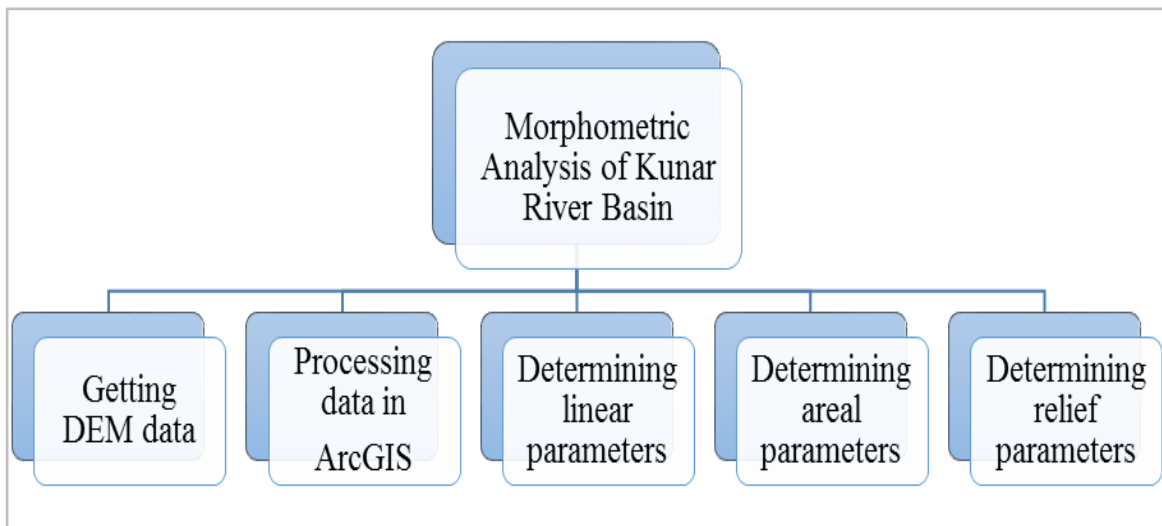 Morphometric
Analysis of Kunar
River Basin
Getting
DEM data
Processing
data in
ArcGIS
Determining
linear
parameters
Determining
areal
parameters
Determining
relief
parameters